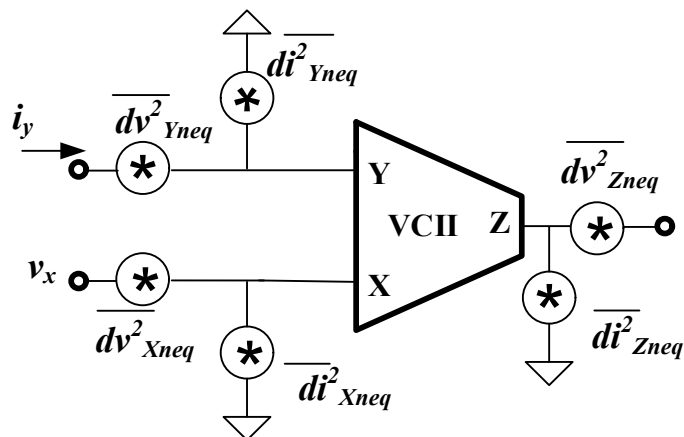 di²Yneq
iy
dv²Yneq
Y
dv²Zneq
VCII
Z
vx
X
dv²Xneq
di²Xneq
di²Zneq